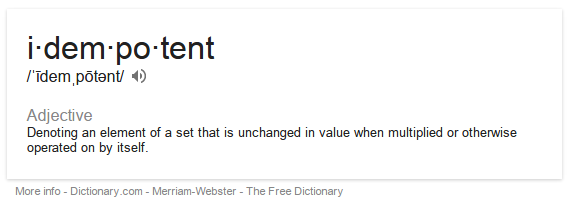 i·dem·po·tent
/ˈīdemˌpōtənt/
Adjective
Denoting an element of a set that is unchanged in value when multiplied or otherwise
operated on by itself.
More info - Dictionary.com - Merriam-Webster - The Free Dictionary